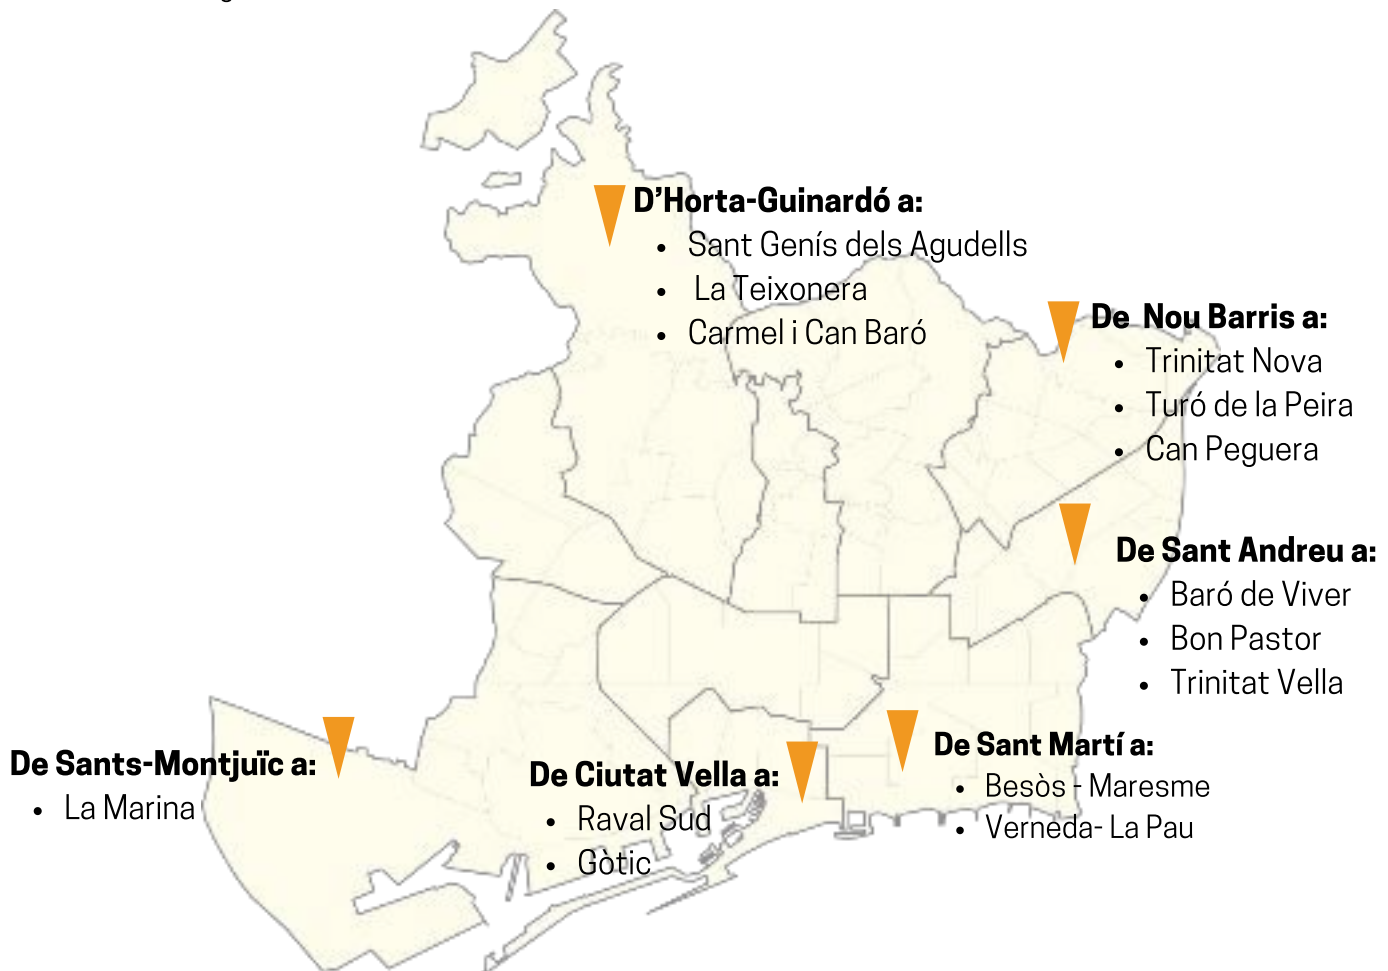 D’Horta-Guinardó a:
• Sant Genís dels Agudells
• La Teixonera
• Carmel i Can Baró
De Nou Barris a:
• Trinitat Nova
• Turó de la Peira
• Can Peguera
De Sant Andreu a:
• Baró de Viver
• Bon Pastor
• Trinitat Vella
De Sants-Montjuïc a:
• La Marina
De Ciutat Vella a:
• Raval Sud
• Gòtic
De Sant Martí a:
• Besòs - Maresme
• Verneda- La Pau